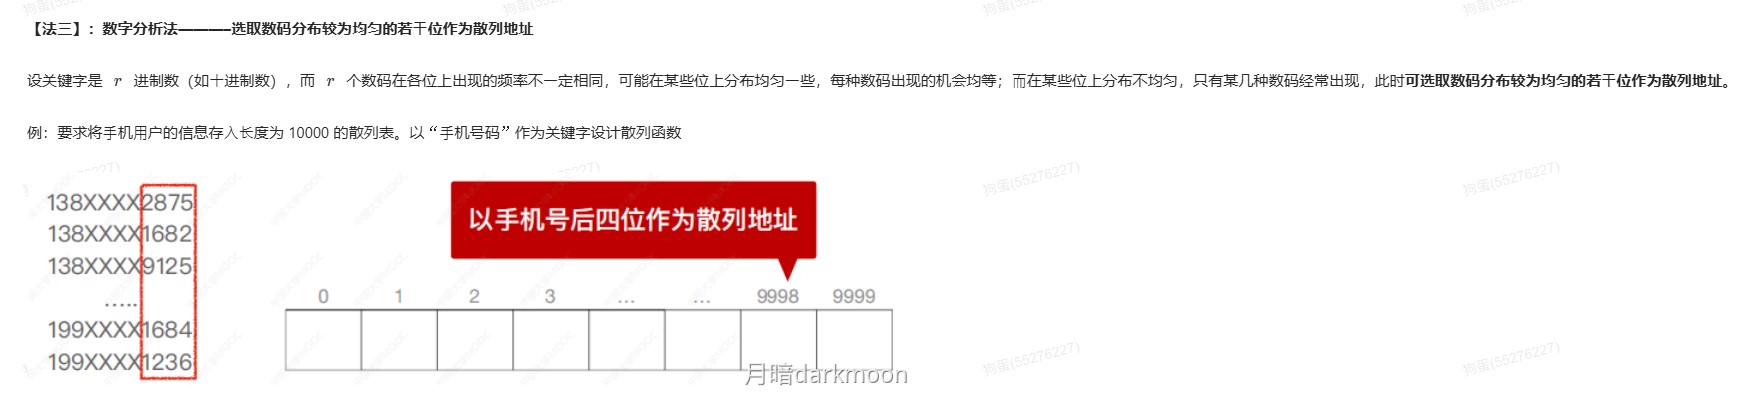 【法三】：数字分析法————选取数码分布较为均匀的若干位作为散列地址
设关键字是 r 进制数（如十进制数），而 r 个数码在各位上出现的频率不一定相同，可能在某些位上分布均匀一些，每种数码出现的机会均等；而在某些位上分布不均匀，只有某几种数码经常出现，此时可选取数码分布较为均匀的若干位作为散列地址。
例：要求将手机用户的信息存入长度为 10000 的散列表。以“手机号码”作为关键字设计散列函数
138XXXX2875
138XXXX1682
138XXXX9125
.....
199XXXX1684
199XXXX1236
以手机号后四位作为散列地址
0 1 2 3 ... ... 9998 9999
月暗darkmoon
狗蛋(55276227)
狗蛋(55276227)
狗蛋(55276227)
狗蛋(55276227)